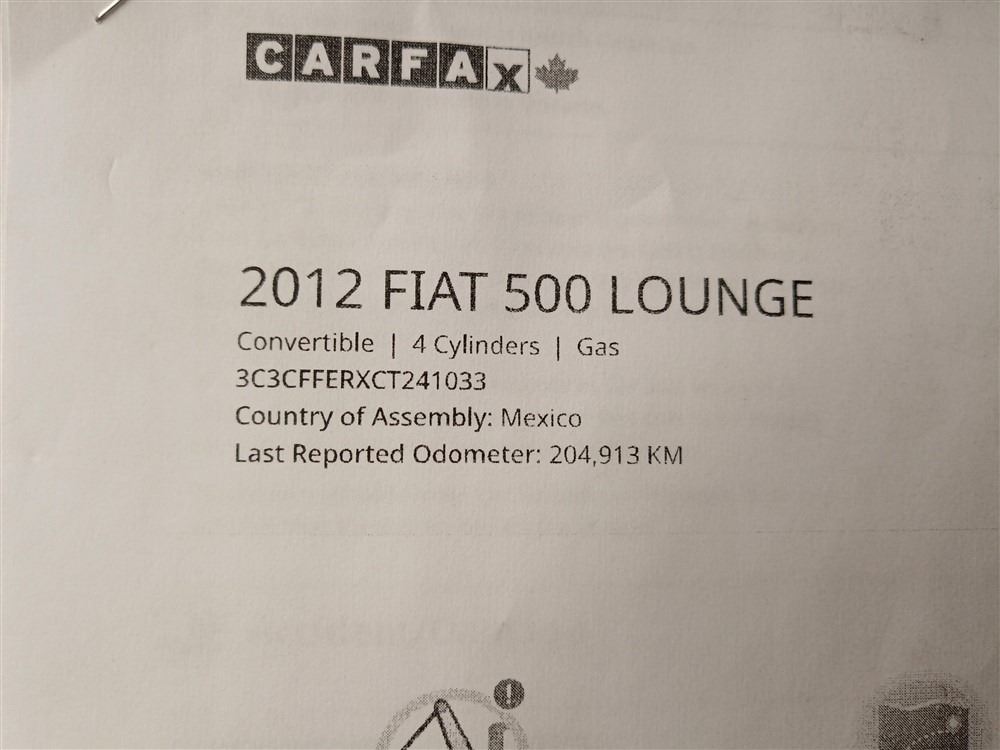 CARFAX
2012 FIAT 500 LOUNGE
Convertible | 4 Cylinders | Gas
3C3CFFERXCT241033
Country of Assembly: Mexico
Last Reported Odometer: 204,913 KM